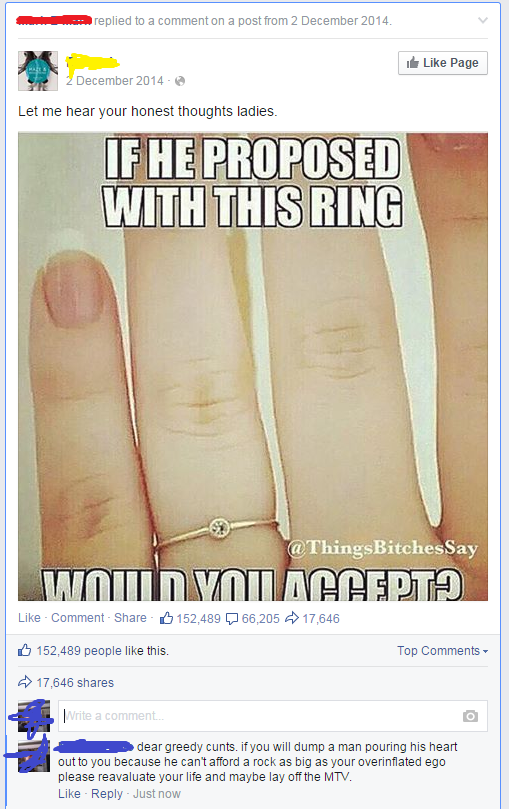 replied to a comment on a post from 2 December 2014.
Like Page
2 December 2014 ·
Let me hear your honest thoughts ladies.
IF HE PROPOSED
WITH THIS RING
@ThingsBitchesSay
WOULD YOU ACCEPT?
Like · Comment · Share · 152,489 66,205 17,646
152,489 people like this.
Top Comments
17,646 shares
Write a comment...
dear greedy cunts. if you will dump a man pouring his heart
out to you because he can't afford a rock as big as your overinflated ego
please reavaluate your life and maybe lay off the MTV.
Like · Reply · Just now